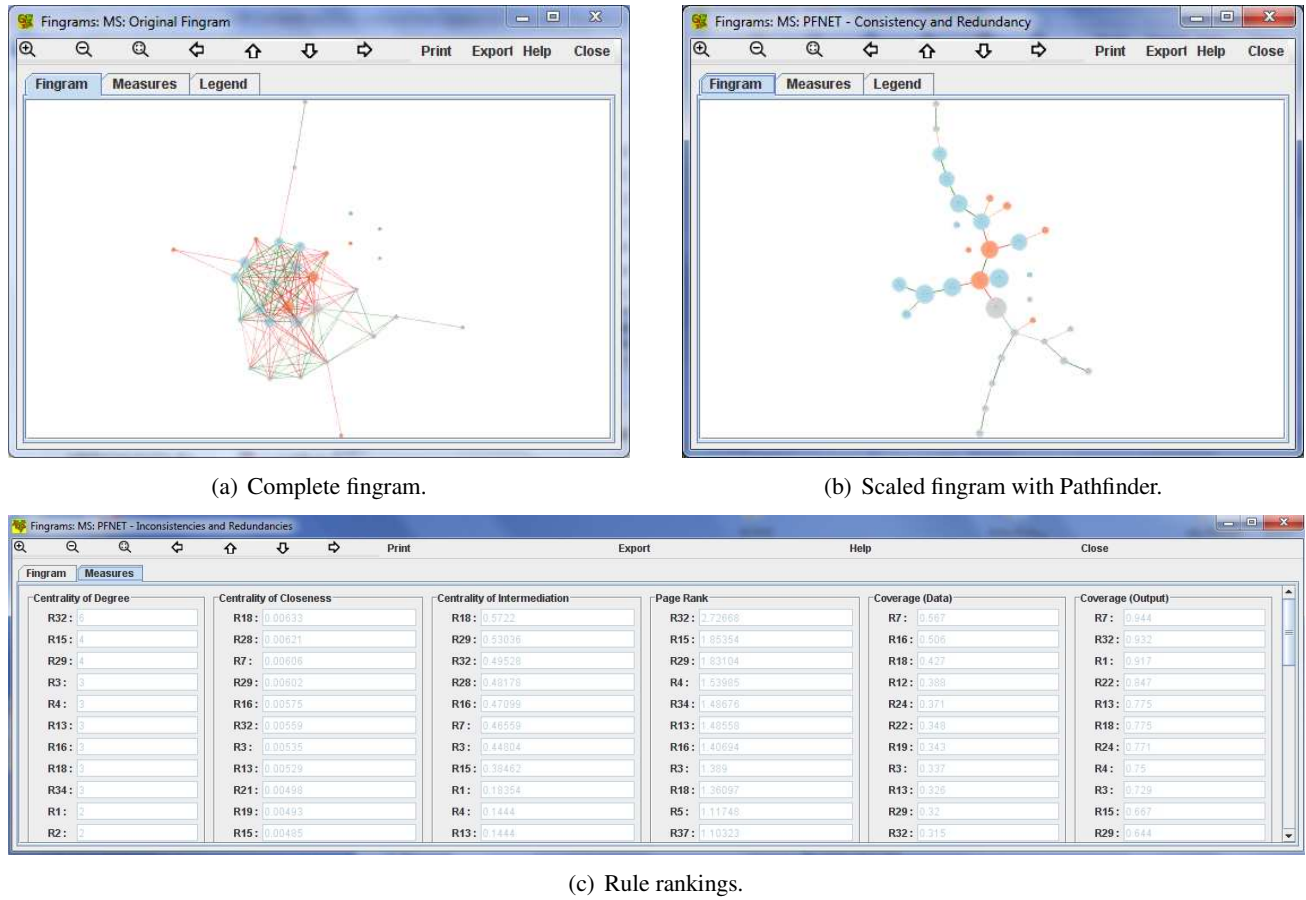 Fingrams: MS: Original Fingram
Print Export Help Close
Fingram Measures Legend
(a) Complete fingram.
Fingrams: MS: PFNET - Consistency and Redundancy
Print Export Help Close
Fingram Measures Legend
(b) Scaled fingram with Pathfinder.
Fingrams: MS: PFNET - Inconsistencies and Redundancies
Print Export Help Close
Fingram Measures
Centrality of Degree Centrality of Closeness Centrality of Intermediation Page Rank Coverage (Data) Coverage (Output)
R32: 6 R18: 0.00633 R18: 0.5722 R32: 2.72668 R7: 0.567 R7: 0.944
R15: 4 R28: 0.00621 R29: 0.53036 R15: 1.85354 R16: 0.506 R32: 0.932
R29: 4 R7: 0.00606 R32: 0.49528 R29: 1.83104 R18: 0.427 R1: 0.917
R3: 3 R29: 0.00602 R28: 0.48179 R4: 1.53985 R12: 0.388 R22: 0.847
R4: 3 R16: 0.00575 R16: 0.47099 R34: 1.48676 R24: 0.371 R13: 0.775
R13: 3 R32: 0.00559 R7: 0.46559 R13: 1.48558 R22: 0.348 R18: 0.775
R16: 3 R3: 0.00535 R3: 0.44804 R16: 1.40694 R19: 0.343 R24: 0.771
R18: 3 R13: 0.00529 R15: 0.38462 R3: 1.389 R3: 0.337 R4: 0.75
R34: 3 R21: 0.00498 R1: 0.18354 R18: 1.36097 R13: 0.326 R3: 0.729
R1: 2 R19: 0.00493 R4: 0.1444 R5: 1.11748 R29: 0.32 R15: 0.667
R2: 2 R15: 0.00485 R13: 0.1444 R37: 1.10323 R32: 0.315 R29: 0.644
(c) Rule rankings.